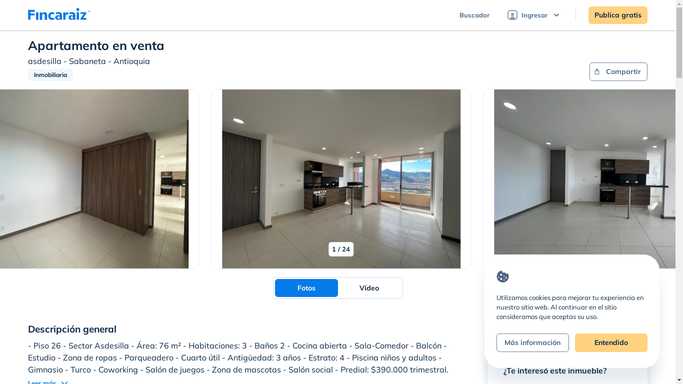 Fincaraiz
Buscador
Ingresar
Publica gratis
Apartamento en venta
asdesilla - Sabaneta - Antioquia
Inmobiliaria
Compartir
1 / 24
Fotos
Video
Descripción general
- Piso 26 - Sector Asdesilla - Área: 76 m² - Habitaciones: 3 - Baños 2 - Cocina abierta - Sala-Comedor - Balcón -
Estudio - Zona de ropas - Parqueadero - Cuarto útil - Antigüedad: 3 años - Estrato: 4 - Piscina niños y adultos -
Gimnasio - Turco - Coworking - Salón de juegos - Zona de mascotas - Salón social - Predial: $390.000 trimestral.
Leer más
Utilizamos cookies para mejorar tu experiencia en
nuestro sitio web. Al continuar en el sitio
consideramos que aceptas su uso.
Más información
Entendido
¿Te interesó este inmueble?